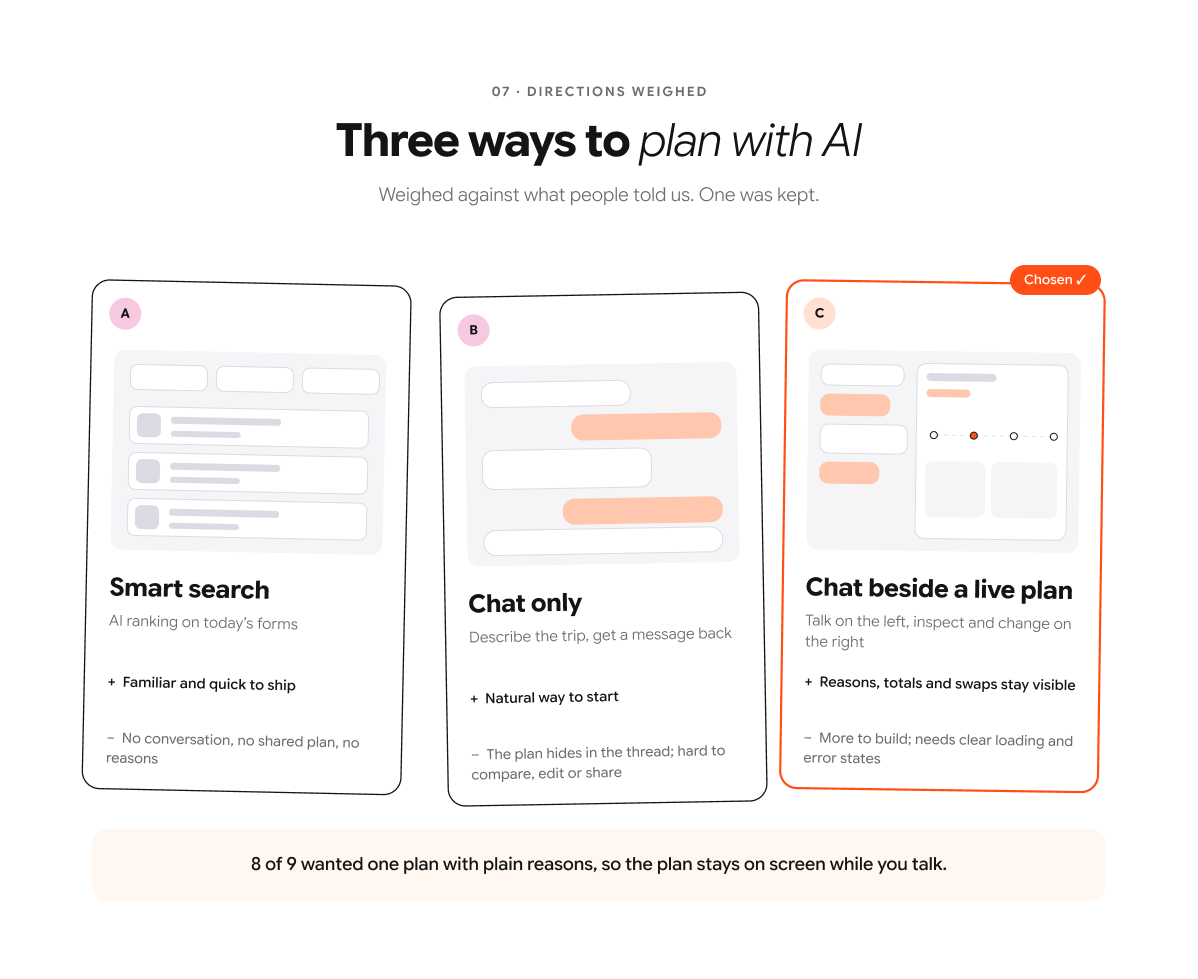 07 · DIRECTIONS WEIGHED
Three ways to plan with AI
Weighed against what people told us. One was kept.
A
Smart search
AI ranking on today’s forms
+ Familiar and quick to ship
– No conversation, no shared plan, no
reasons
B
Chat only
Describe the trip, get a message back
+ Natural way to start
– The plan hides in the thread; hard to
compare, edit or share
Chosen ✓
C
Chat beside a live plan
Talk on the left, inspect and change on
the right
+ Reasons, totals and swaps stay visible
– More to build; needs clear loading and
error states
8 of 9 wanted one plan with plain reasons, so the plan stays on screen while you talk.